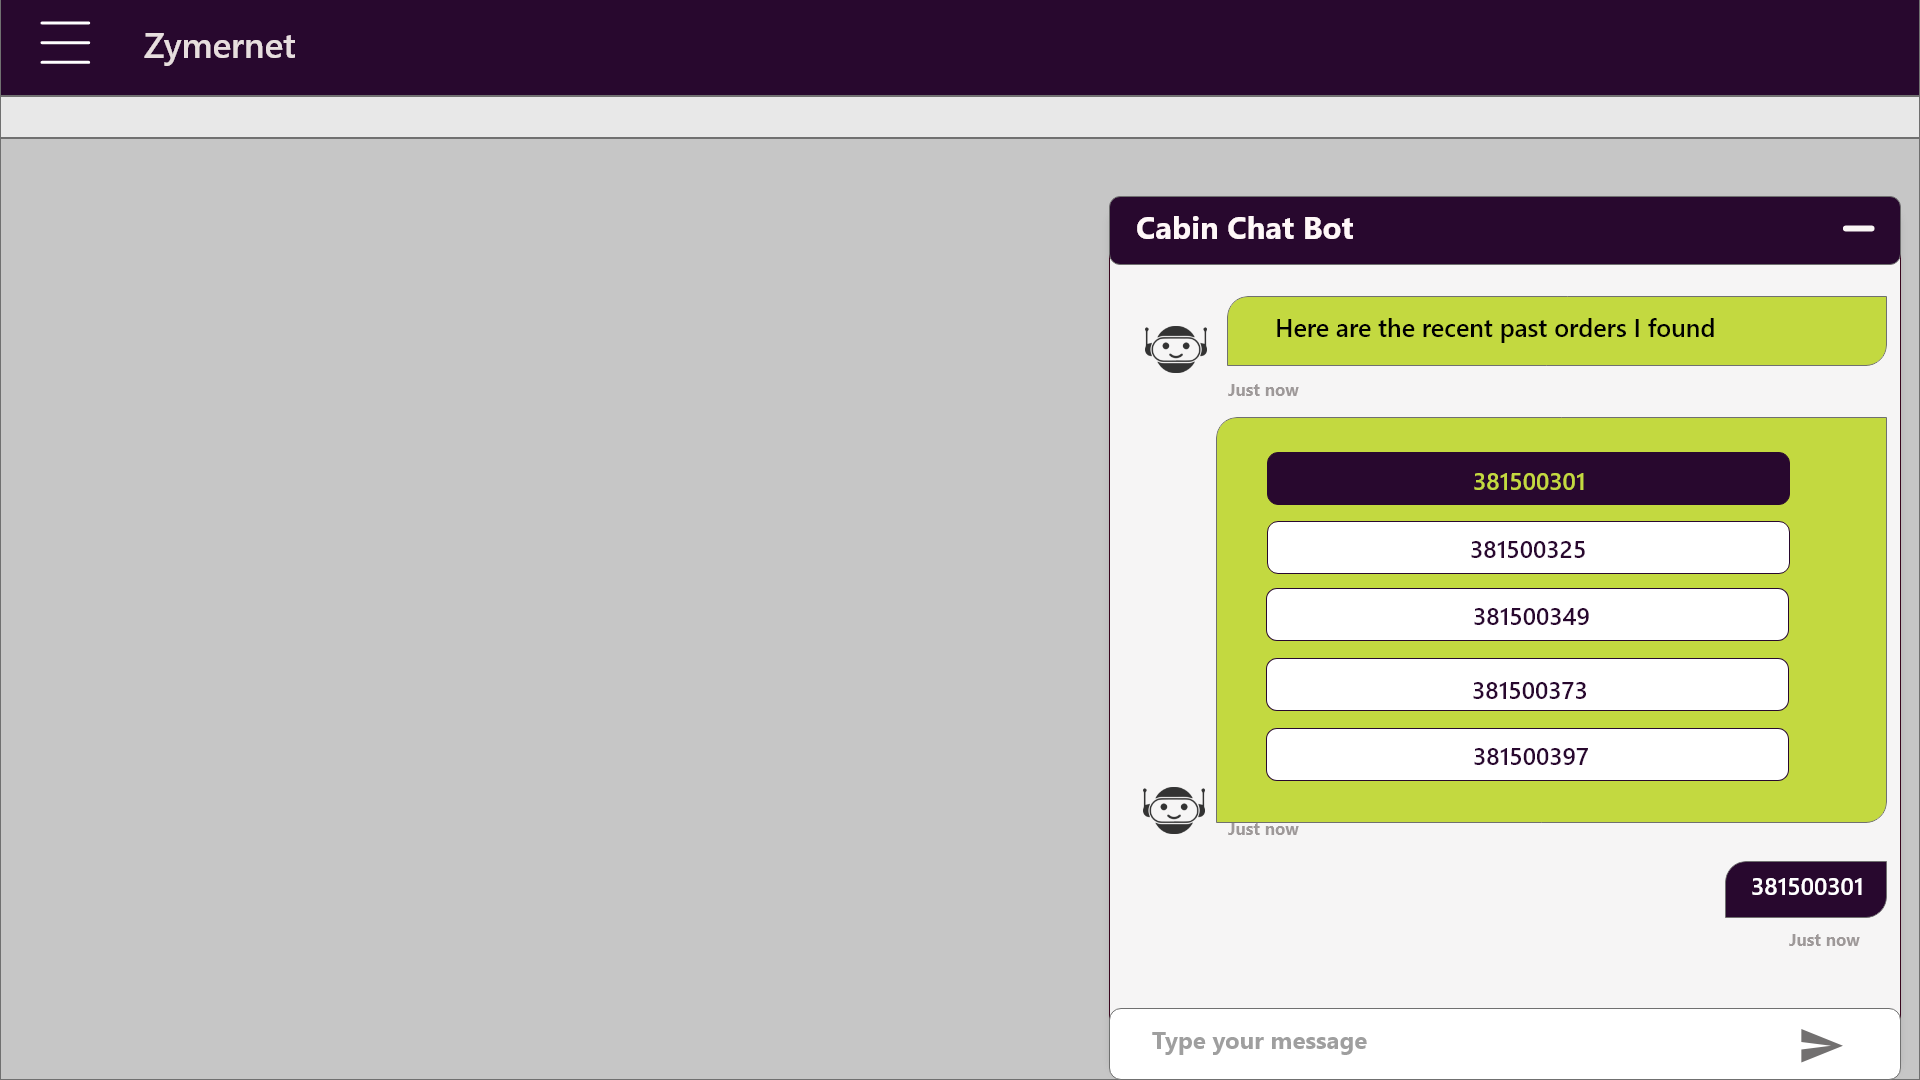 Zymernet
Cabin Chat Bot
Here are the recent past orders I found
Just now
381500301
381500325
381500349
381500373
381500397
Just now
381500301
Just now
Type your message